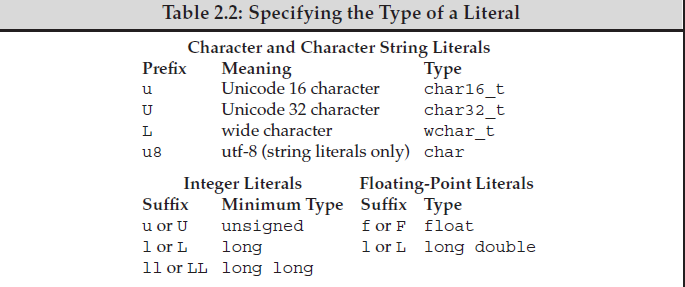 Table 2.2: Specifying the Type of a Literal
Character and Character String Literals
Prefix Meaning Type
u Unicode 16 character char16_t
U Unicode 32 character char32_t
L wide character wchar_t
u8 utf-8 (string literals only) char
Integer Literals Floating-Point Literals
Suffix Minimum Type Suffix Type
u or U unsigned f or F float
l or L long l or L long double
ll or LL long long